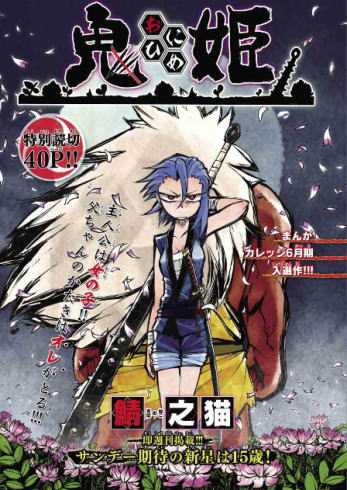 鬼姫
おにひめ
特別読切
40P!!
主人公は女の子!!
父ちゃんのかたきはオレがとる!!!
まんが
カレッジ6月期
入選作!!!
鯖之猫
即週刊掲載!!!
サンデー期待の新星は15歳!